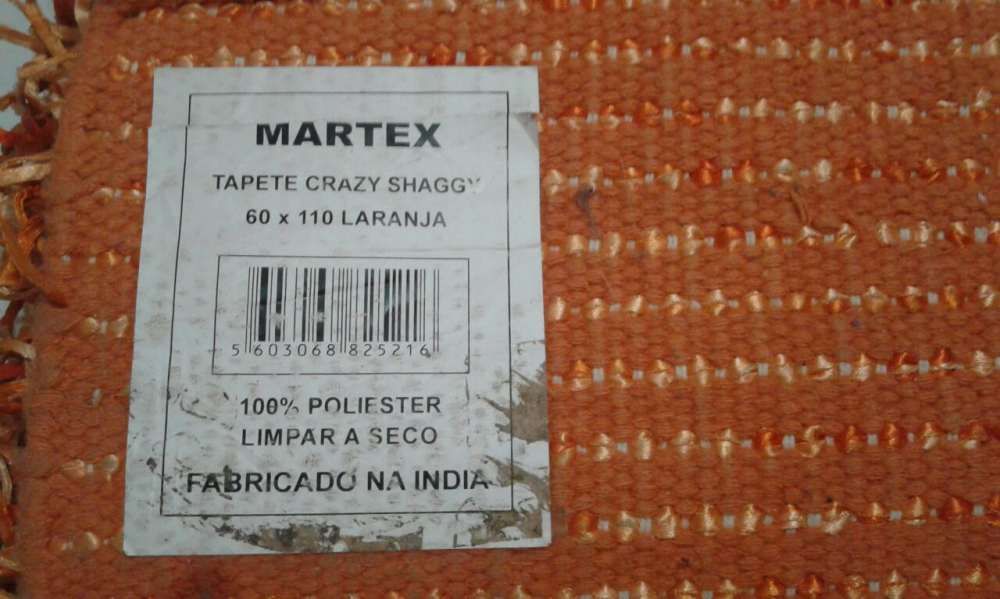 MARTEX
TAPETE CRAZY SHAGGY
60 x 110 LARANJA
5 603068 825216
100% POLIESTER
LIMPAR A SECO
FABRICADO NA INDIA